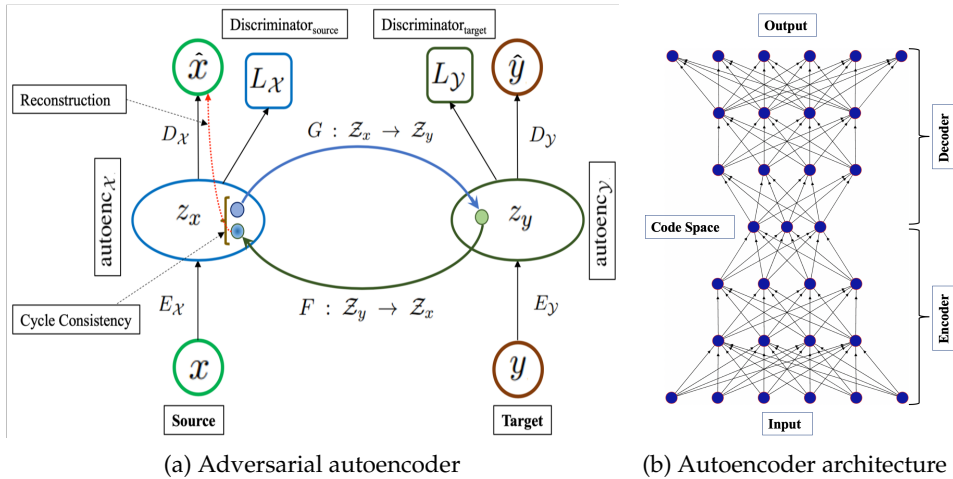 Discriminator_source
Discriminator_target
x̂
L_𝒳
L_𝒴
ŷ
Reconstruction
D_𝒳
G : 𝒵_x → 𝒵_y
D_𝒴
autoenc_𝒳
z_x
z_y
autoenc_𝒴
Cycle Consistency
E_𝒳
F : 𝒵_y → 𝒵_x
E_𝒴
x
y
Source
Target
(a) Adversarial autoencoder
Output
Decoder
Code Space
Encoder
Input
(b) Autoencoder architecture